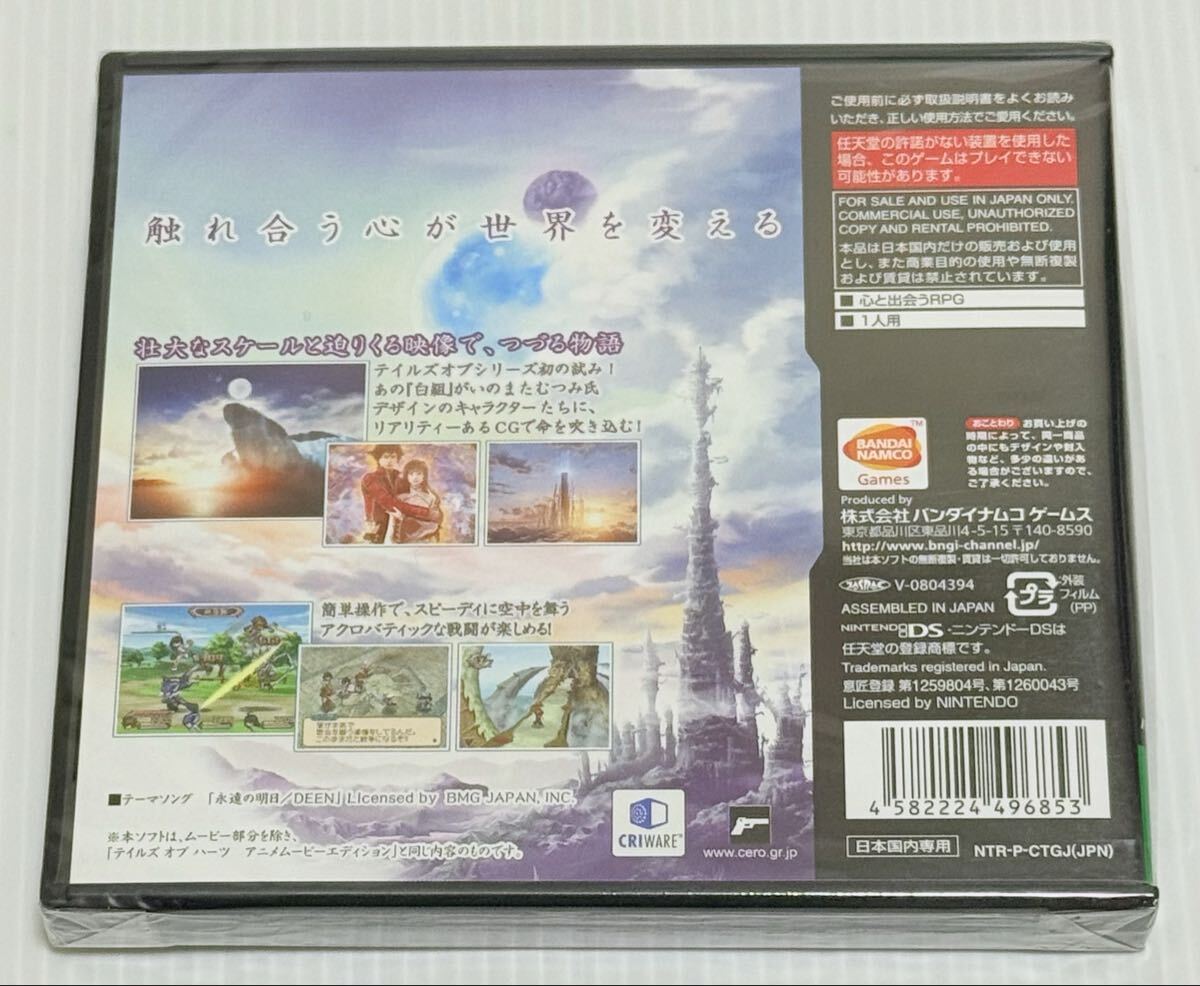 触れ合う心が世界を変える
壮大なスケールと迫りくる映像で、つづる物語
テイルズオブシリーズ初の試み!
あの『白組』がいのまたむつみ氏
デザインのキャラクターたちに、
リアリティーあるCGで命を吹き込む!
簡単操作で、スピーディに空中を舞う
アクロバティックな戦闘が楽しめる!
■テーマソング 「永遠の明日/DEEN」Licensed by BMG JAPAN, INC.
※本ソフトは、ムービー部分を除き、
「テイルズ オブ ハーツ アニメムービーエディション」と同じ内容のものです。
CRIWARE™
www.cero.gr.jp
ご使用前に必ず取扱説明書をよくお読み
いただき、正しい使用方法でご愛用ください。
任天堂の許諾がない装置を使用した
場合、このゲームはプレイできない
可能性があります。
FOR SALE AND USE IN JAPAN ONLY.
COMMERCIAL USE, UNAUTHORIZED
COPY AND RENTAL PROHIBITED.
本品は日本国内だけの販売および使用
とし、また商業目的の使用や無断複製
および賃貸は禁止されています。
■ 心と出会うRPG
■ 1人用
BANDAI
NAMCO
Games
TM
おことわり お買い上げの
時期によって、同一商品
の中にもデザインや封入
物など、多少の違いがあ
る場合がございますので、
ご了承ください。
Produced by
株式会社 バンダイナムコ ゲームス
東京都品川区東品川4-5-15 〒140-8590
http://www.bngi-channel.jp/
当社は本ソフトの無断複製・賃貸は一切許可しておりません。
JASRAC V-0804394
ASSEMBLED IN JAPAN
プラ
外装
フィルム
(PP)
NINTENDO DS・ニンテンドーDSは
任天堂の登録商標です。
Trademarks registered in Japan.
意匠登録 第1259804号、第1260043号
Licensed by NINTENDO
4 582224 496853
日本国内専用
NTR-P-CTGJ(JPN)